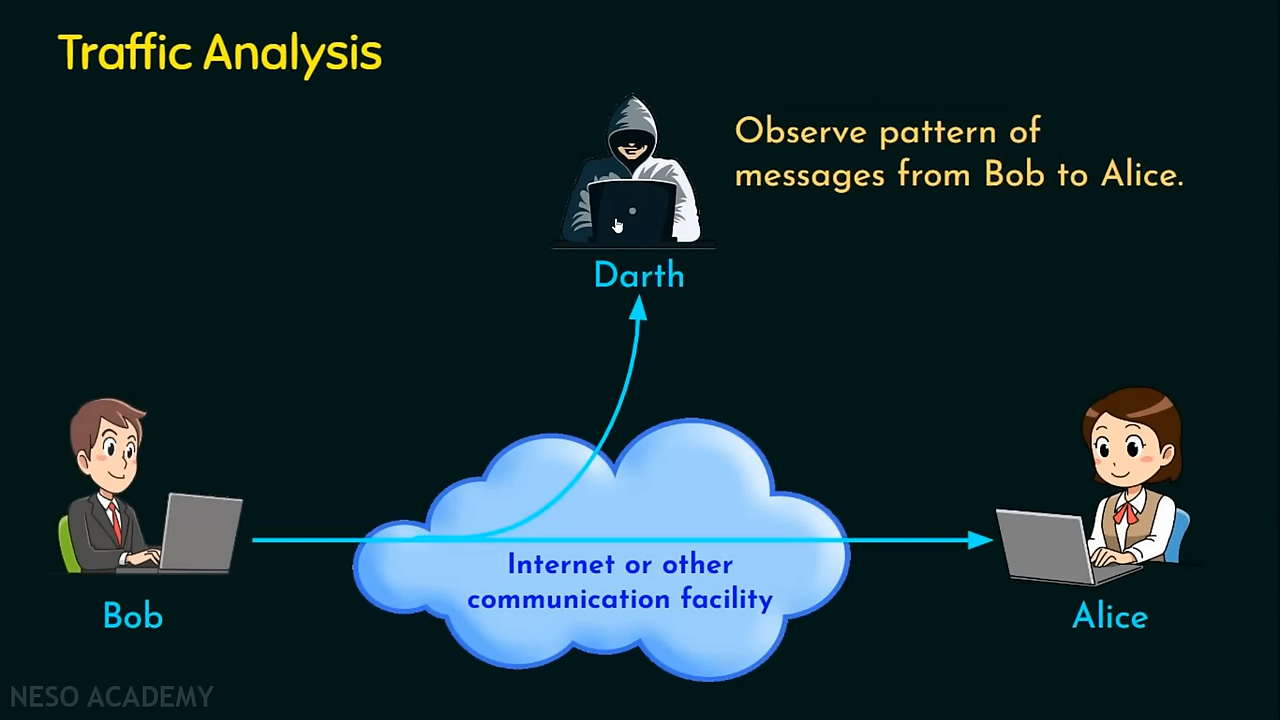 Traffic Analysis
Observe pattern of
messages from Bob to Alice.
Darth
Internet or other
communication facility
Bob
Alice
NESO ACADEMY